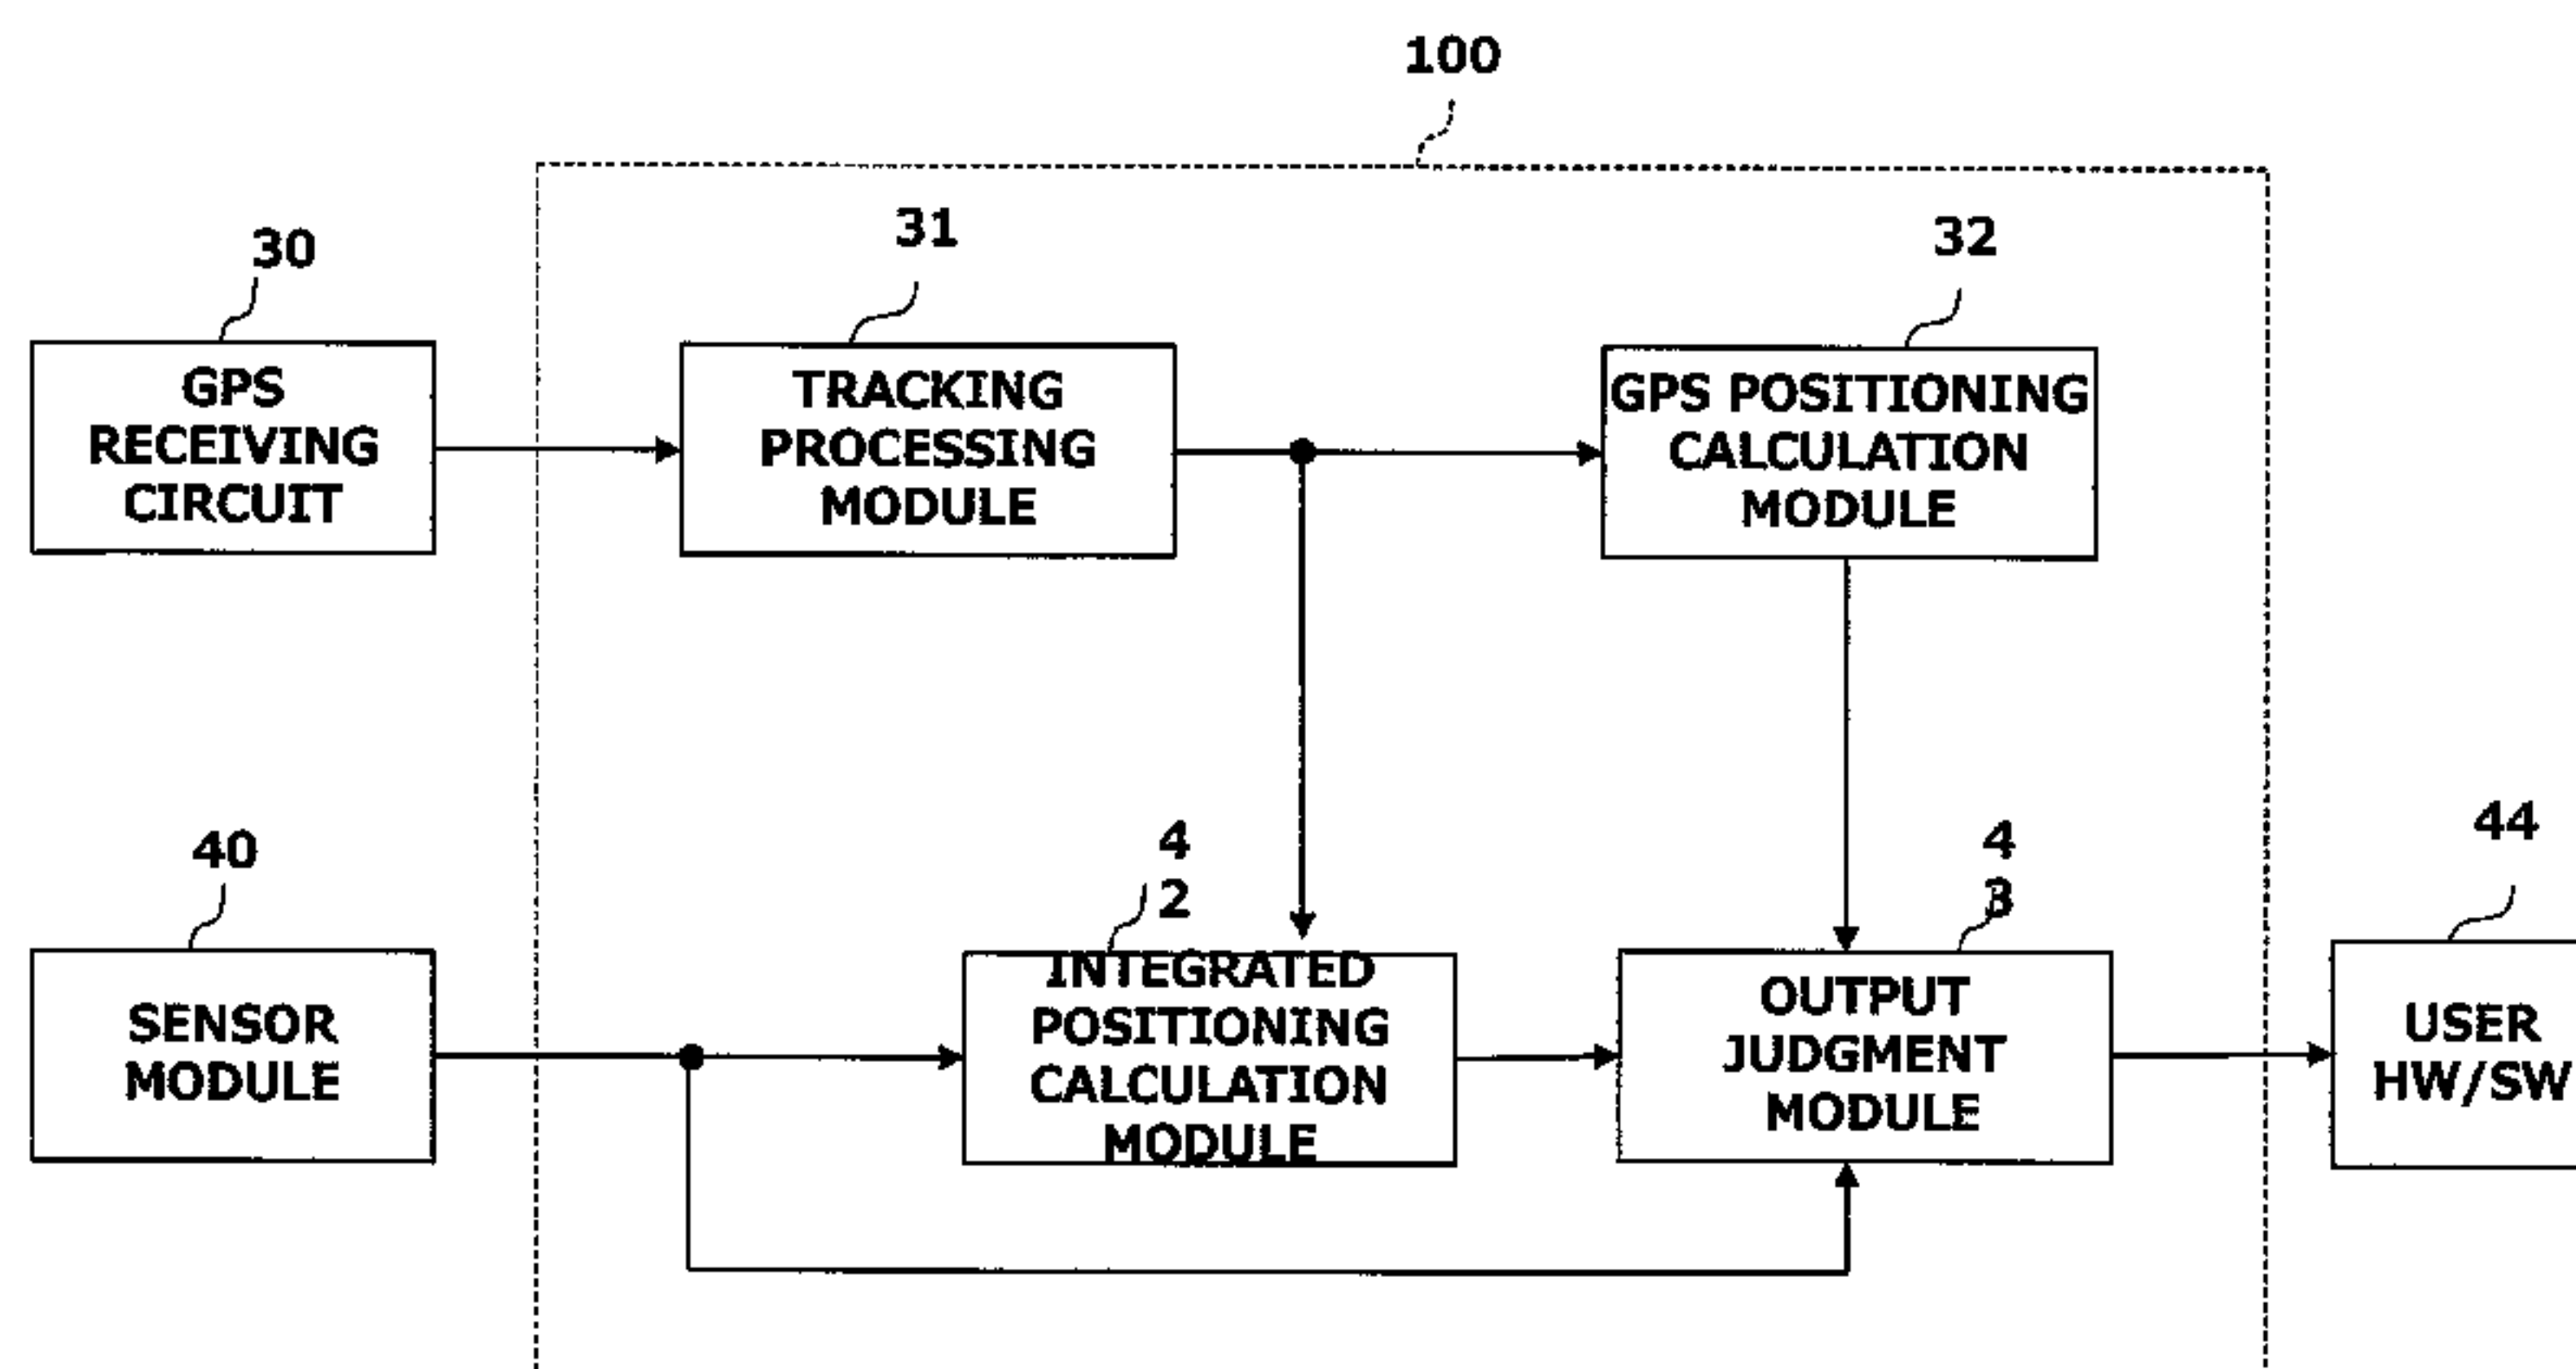 100
30
31
32
GPS
RECEIVING
CIRCUIT
TRACKING
PROCESSING
MODULE
GPS POSITIONING
CALCULATION
MODULE
40
4
2
4
3
44
SENSOR
MODULE
INTEGRATED
POSITIONING
CALCULATION
MODULE
OUTPUT
JUDGMENT
MODULE
USER
HW/SW